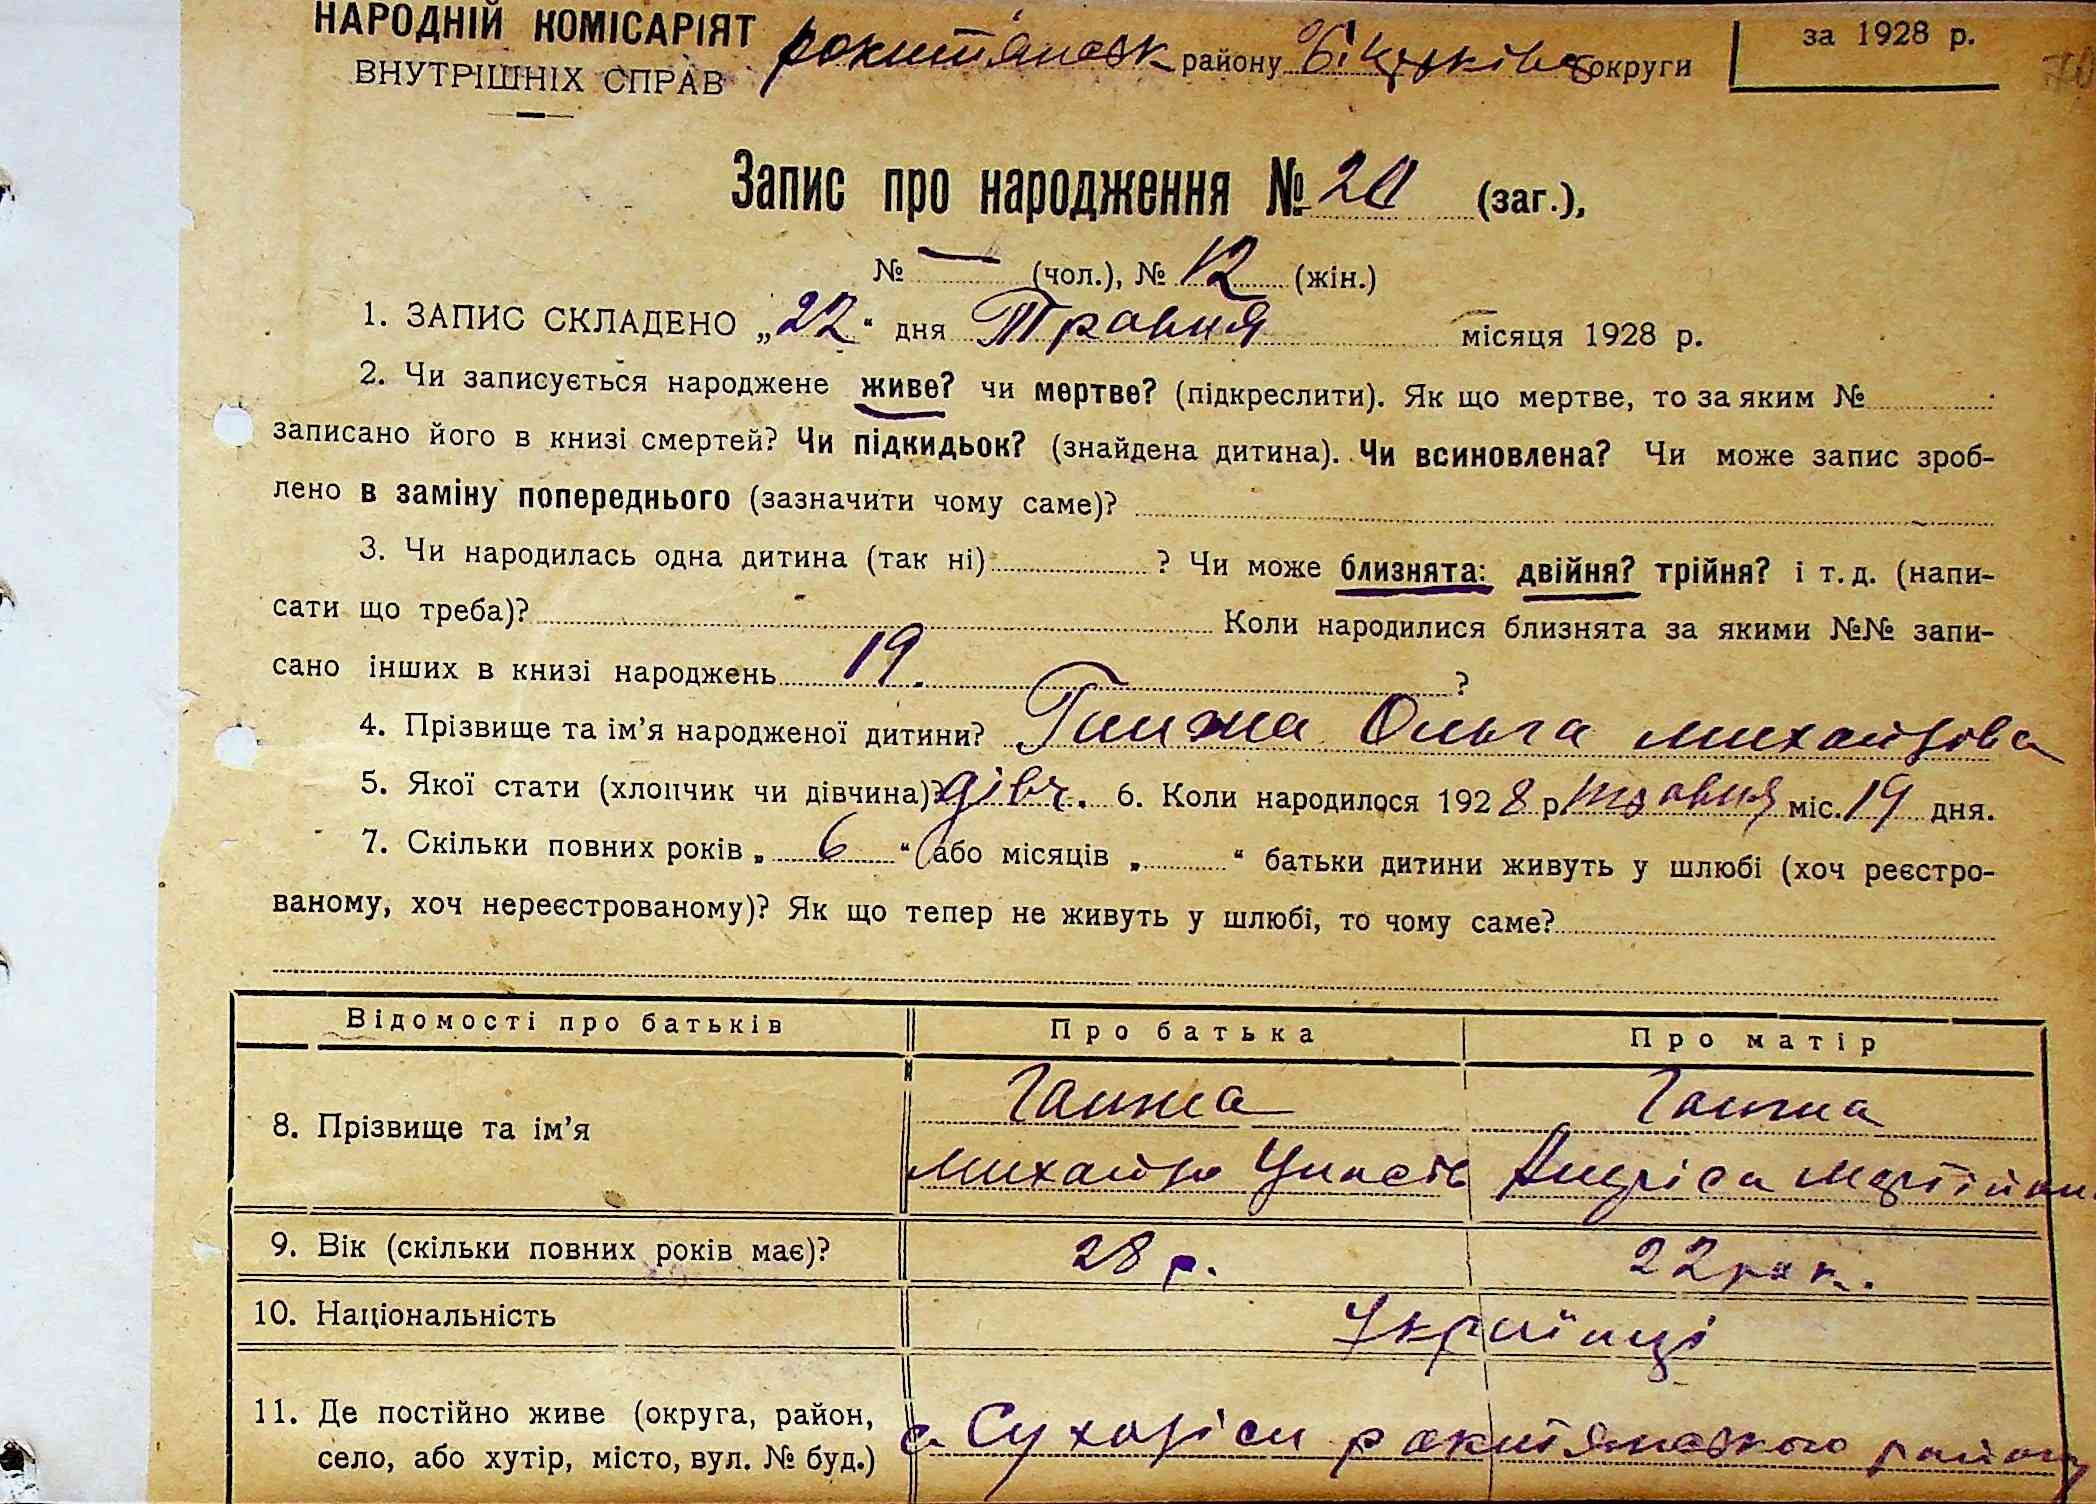 НАРОДНІЙ КОМІСАРІЯТ
ВНУТРІШНІХ СПРАВ
рокитянськ району Білоцерківс округи
за 1928 р.
Запис про народження № 20 (заг.),
№ — (чол.), № 12 (жін.)
1. ЗАПИС СКЛАДЕНО „22“ дня Травня місяця 1928 р.
2. Чи записується народжене живе? чи мертве? (підкреслити). Як що мертве, то за яким №
записано його в книзі смертей? Чи підкидьок? (знайдена дитина). Чи всиновлена? Чи може запис зроб-
лено в заміну попереднього (зазначити чому саме)?
3. Чи народилась одна дитина (так ні) ? Чи може близнята: двійня? трійня? і т. д. (напи-
сати що треба)? Коли народилися близнята за якими №№ запи-
сано інших в книзі народжень 19. ?
4. Прізвище та ім’я народженої дитини? Ганжа Ольга михайлова
5. Якої стати (хлопчик чи дівчина)? дівч. 6. Коли народилося 1928 р. травня міс. 19 дня.
7. Скільки повних років „ 6 “ або місяців „ “ батьки дитини живуть у шлюбі (хоч реєстро-
ваному, хоч нереєстрованому)? Як що тепер не живуть у шлюбі, то чому саме?
Відомості про батьків Про батька Про матір
8. Прізвище та ім’я Ганжа Ганжа
михайло
9. Вік (скільки повних років має)? 28 р. 22 рок.
10. Національність Українці
11. Де постійно живе (округа, район,
село, або хутір, місто, вул. № буд.) с. Сухоліси рокитянського району